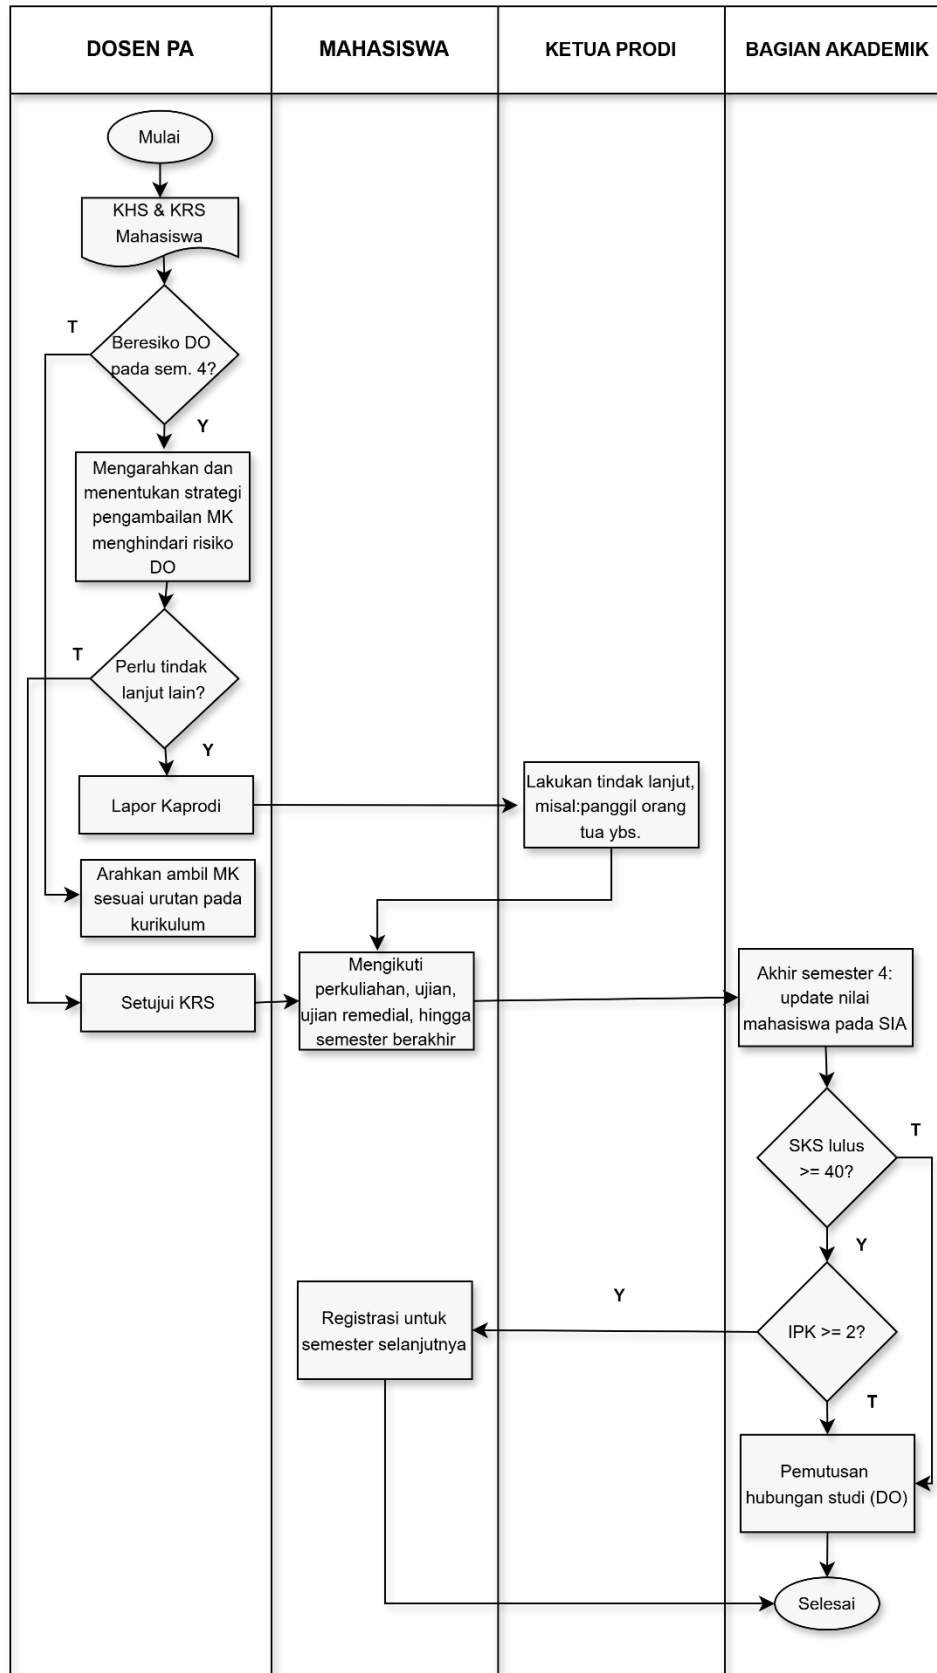 DOSEN PA
MAHASISWA
KETUA PRODI
BAGIAN AKADEMIK
Mulai
KHS & KRS
Mahasiswa
T
Beresiko DO
pada sem. 4?
Y
Mengarahkan dan
menentukan strategi
pengambailan MK
menghindari risiko
DO
T
Perlu tindak
lanjut lain?
Y
Lapor Kaprodi
Lakukan tindak lanjut,
misal:panggil orang
tua ybs.
Arahkan ambil MK
sesuai urutan pada
kurikulum
Setujui KRS
Mengikuti
perkuliahan, ujian,
ujian remedial, hingga
semester berakhir
Akhir semester 4:
update nilai
mahasiswa pada SIA
SKS lulus
>= 40?
T
Y
IPK >= 2?
Y
Registrasi untuk
semester selanjutnya
T
Pemutusan
hubungan studi (DO)
Selesai